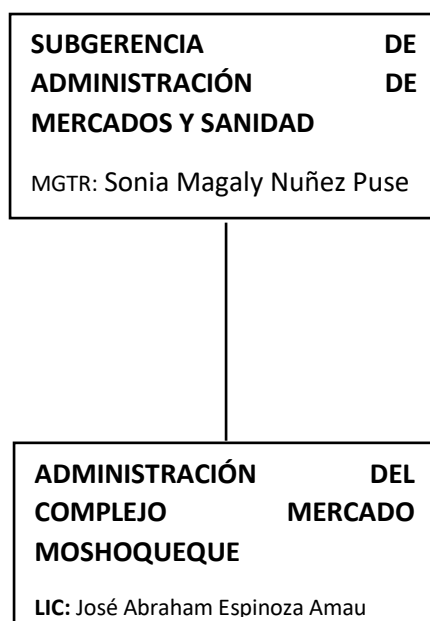 SUBGERENCIA DE
ADMINISTRACIÓN DE
MERCADOS Y SANIDAD
MGTR: Sonia Magaly Nuñez Puse
ADMINISTRACIÓN DEL
COMPLEJO MERCADO
MOSHOQUEQUE
LIC: José Abraham Espinoza Amau